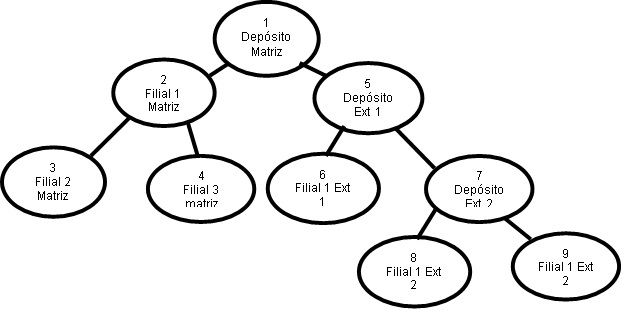 1
Depósito
Matriz
2
Filial 1
Matriz
5
Depósito
Ext 1
3
Filial 2
Matriz
4
Filial 3
matriz
6
Filial 1 Ext
1
7
Depósito
Ext 2
8
Filial 1 Ext
2
9
Filial 1 Ext
2